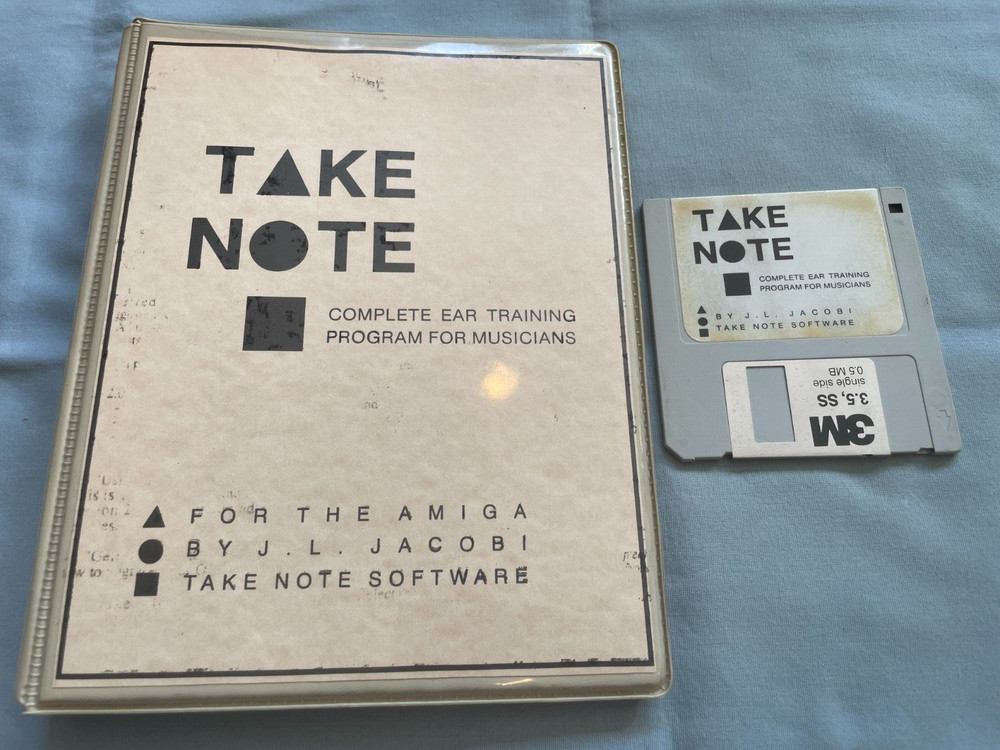 TAKE
NOTE
COMPLETE EAR TRAINING
PROGRAM FOR MUSICIANS
FOR THE AMIGA
BY J.L. JACOBI
TAKE NOTE SOFTWARE
TAKE
NOTE
COMPLETE EAR TRAINING
PROGRAM FOR MUSICIANS
BY J.L. JACOBI
TAKE NOTE SOFTWARE
3M
3.5, SS
single side
0.5 MB